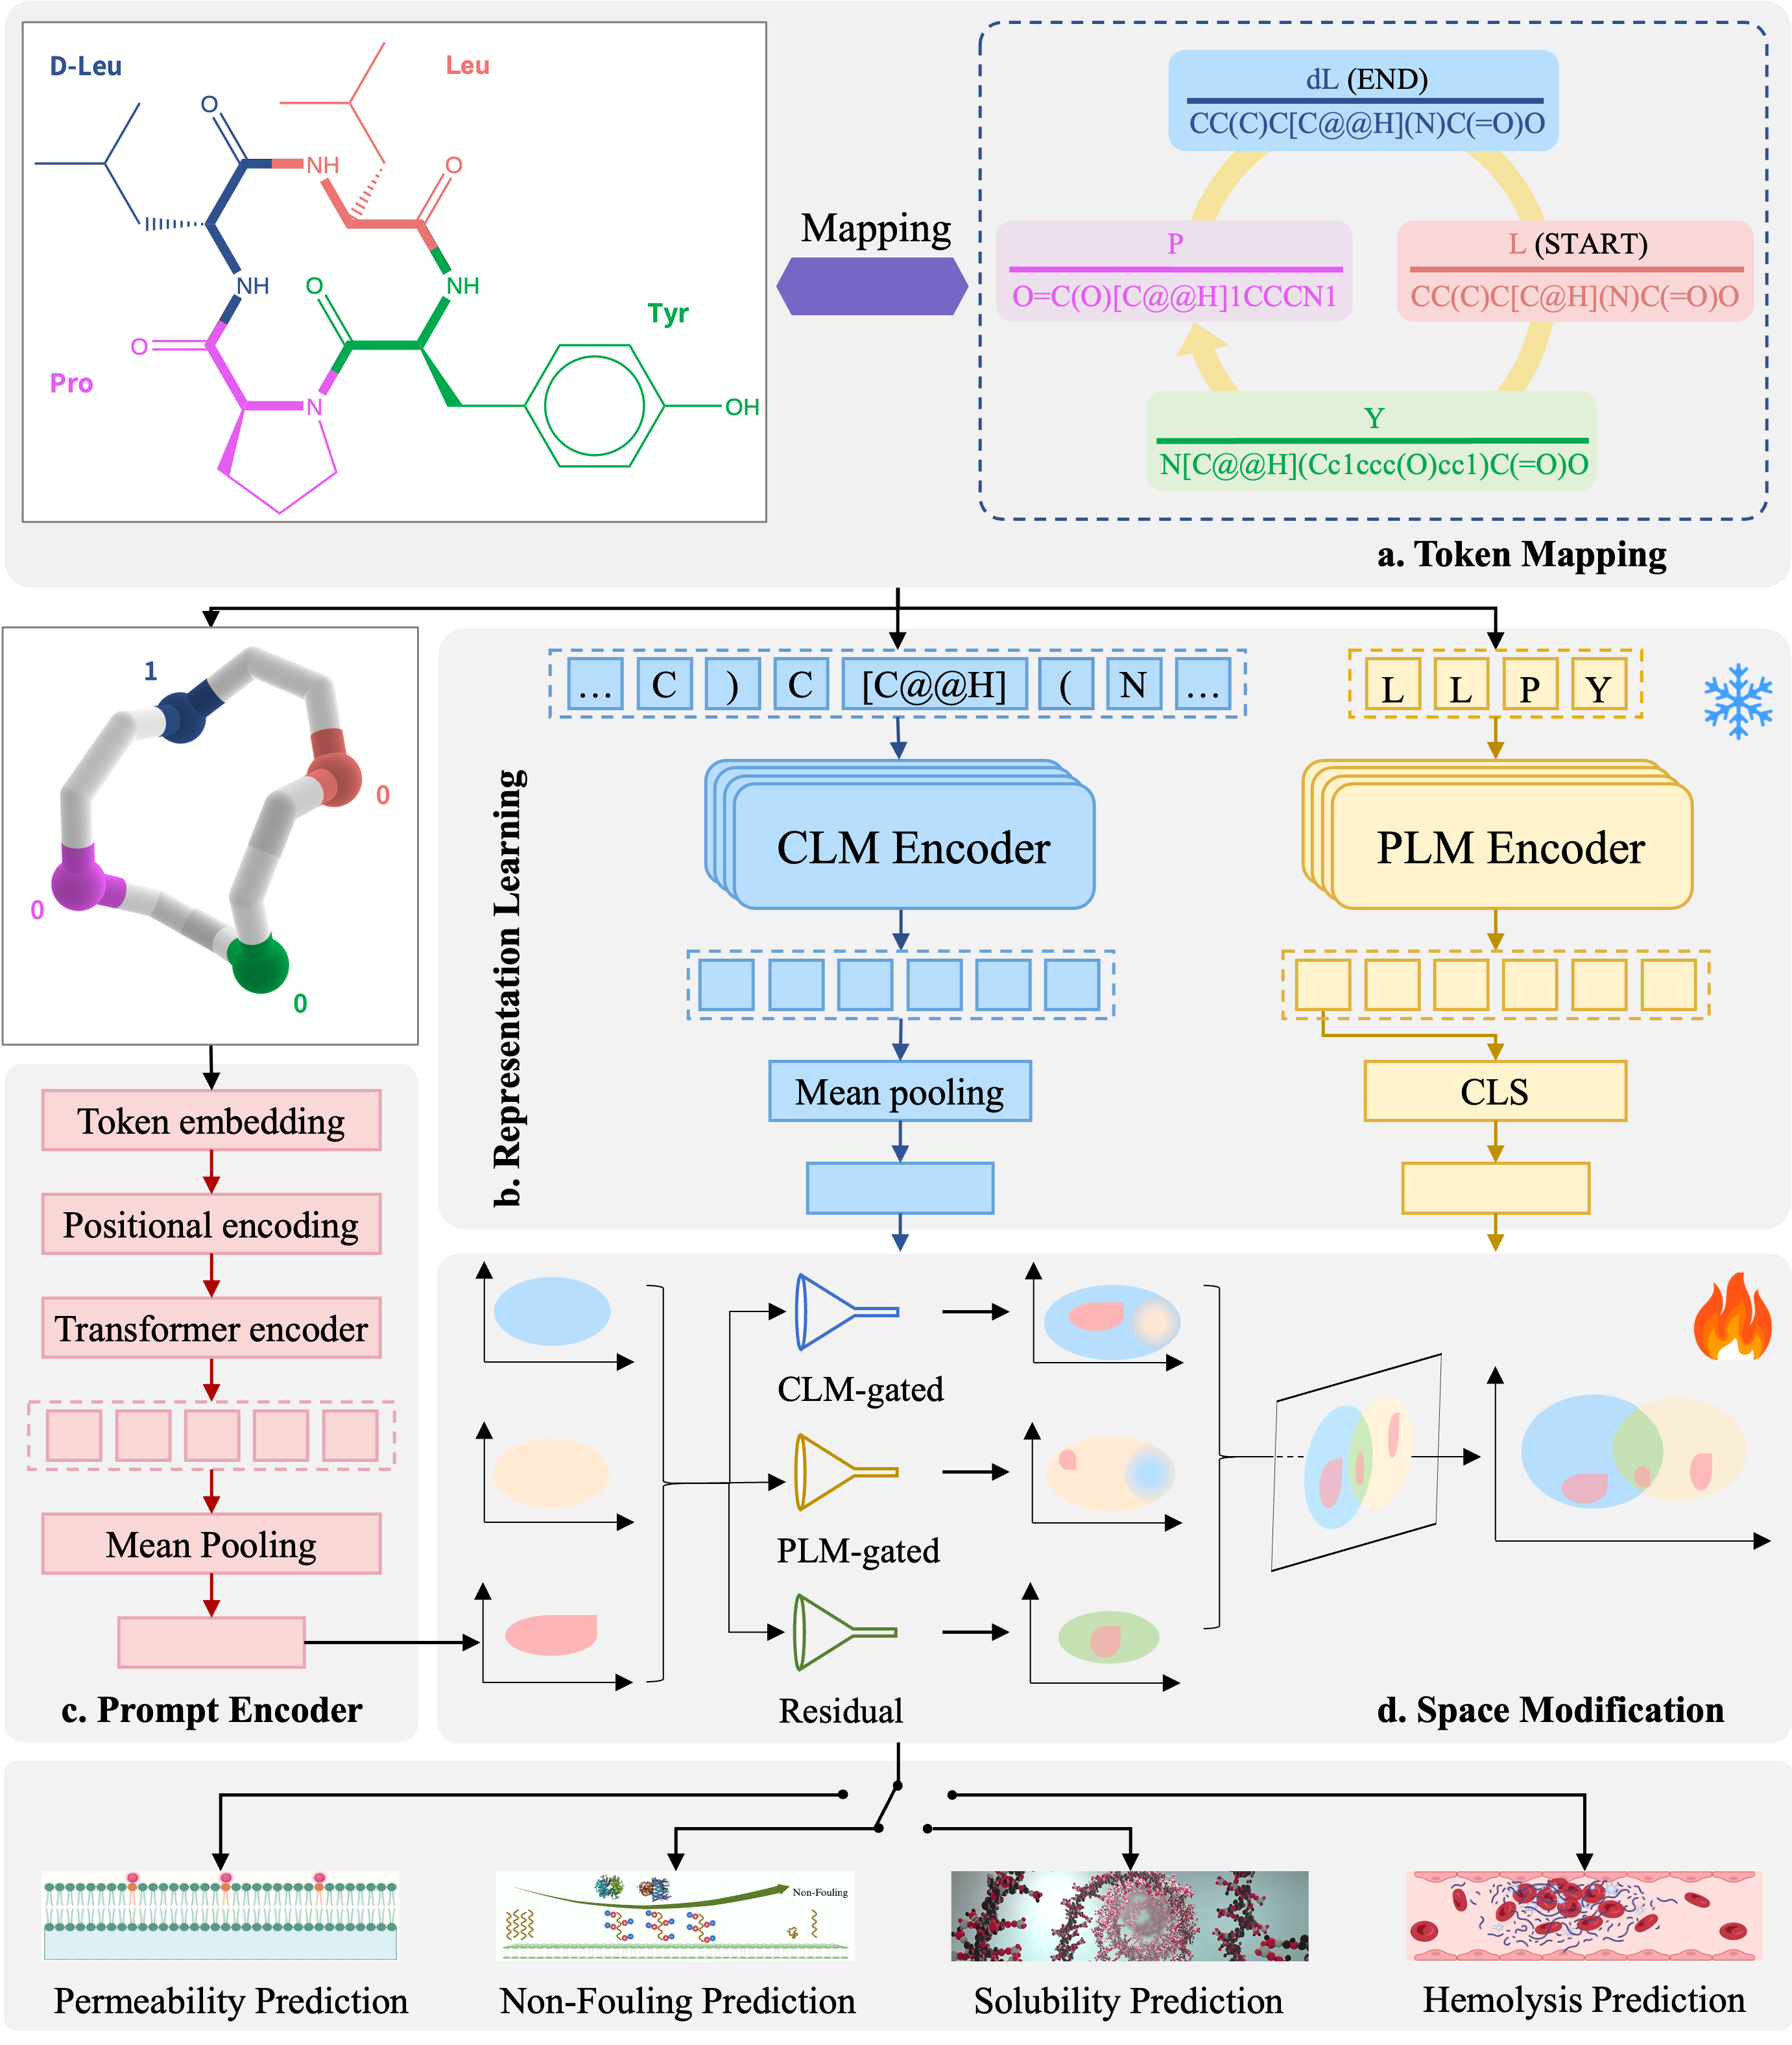 D-Leu
Leu
O
NH
O
NH
O
NH
Tyr
O
Pro
N
OH
Mapping
dL (END)
CC(C)C[C@@H](N)C(=O)O
P
O=C(O)[C@@H]1CCCN1
L (START)
CC(C)C[C@H](N)C(=O)O
Y
N[C@@H](Cc1ccc(O)cc1)C(=O)O
a. Token Mapping
1
0
0
0
... C ) C [C@@H] ( N ...
L L P Y
CLM Encoder
PLM Encoder
Mean pooling
CLS
b. Representation Learning
Token embedding
Positional encoding
Transformer encoder
Mean Pooling
c. Prompt Encoder
CLM-gated
PLM-gated
Residual
d. Space Modification
Non-Fouling
Permeability Prediction
Non-Fouling Prediction
Solubility Prediction
Hemolysis Prediction